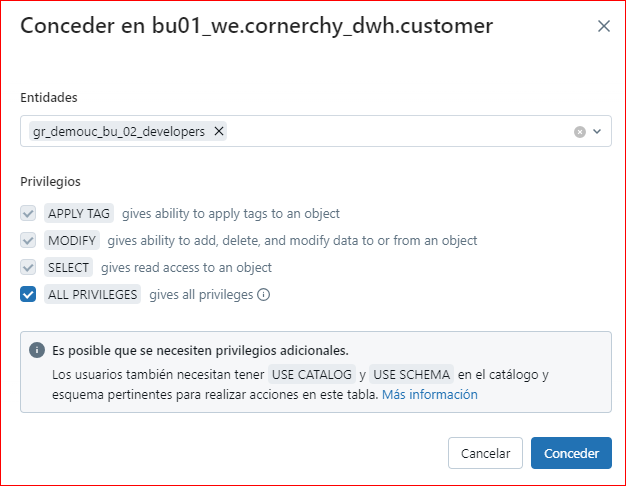 Conceder en bu01_we.cornerchy_dwh.customer
Entidades
gr_demouc_bu_02_developers
Privilegios
APPLY TAG gives ability to apply tags to an object
MODIFY gives ability to add, delete, and modify data to or from an object
SELECT gives read access to an object
ALL PRIVILEGES gives all privileges
Es posible que se necesiten privilegios adicionales.
Los usuarios también necesitan tener USE CATALOG y USE SCHEMA en el catálogo y
esquema pertinentes para realizar acciones en este tabla. Más información
Cancelar Conceder